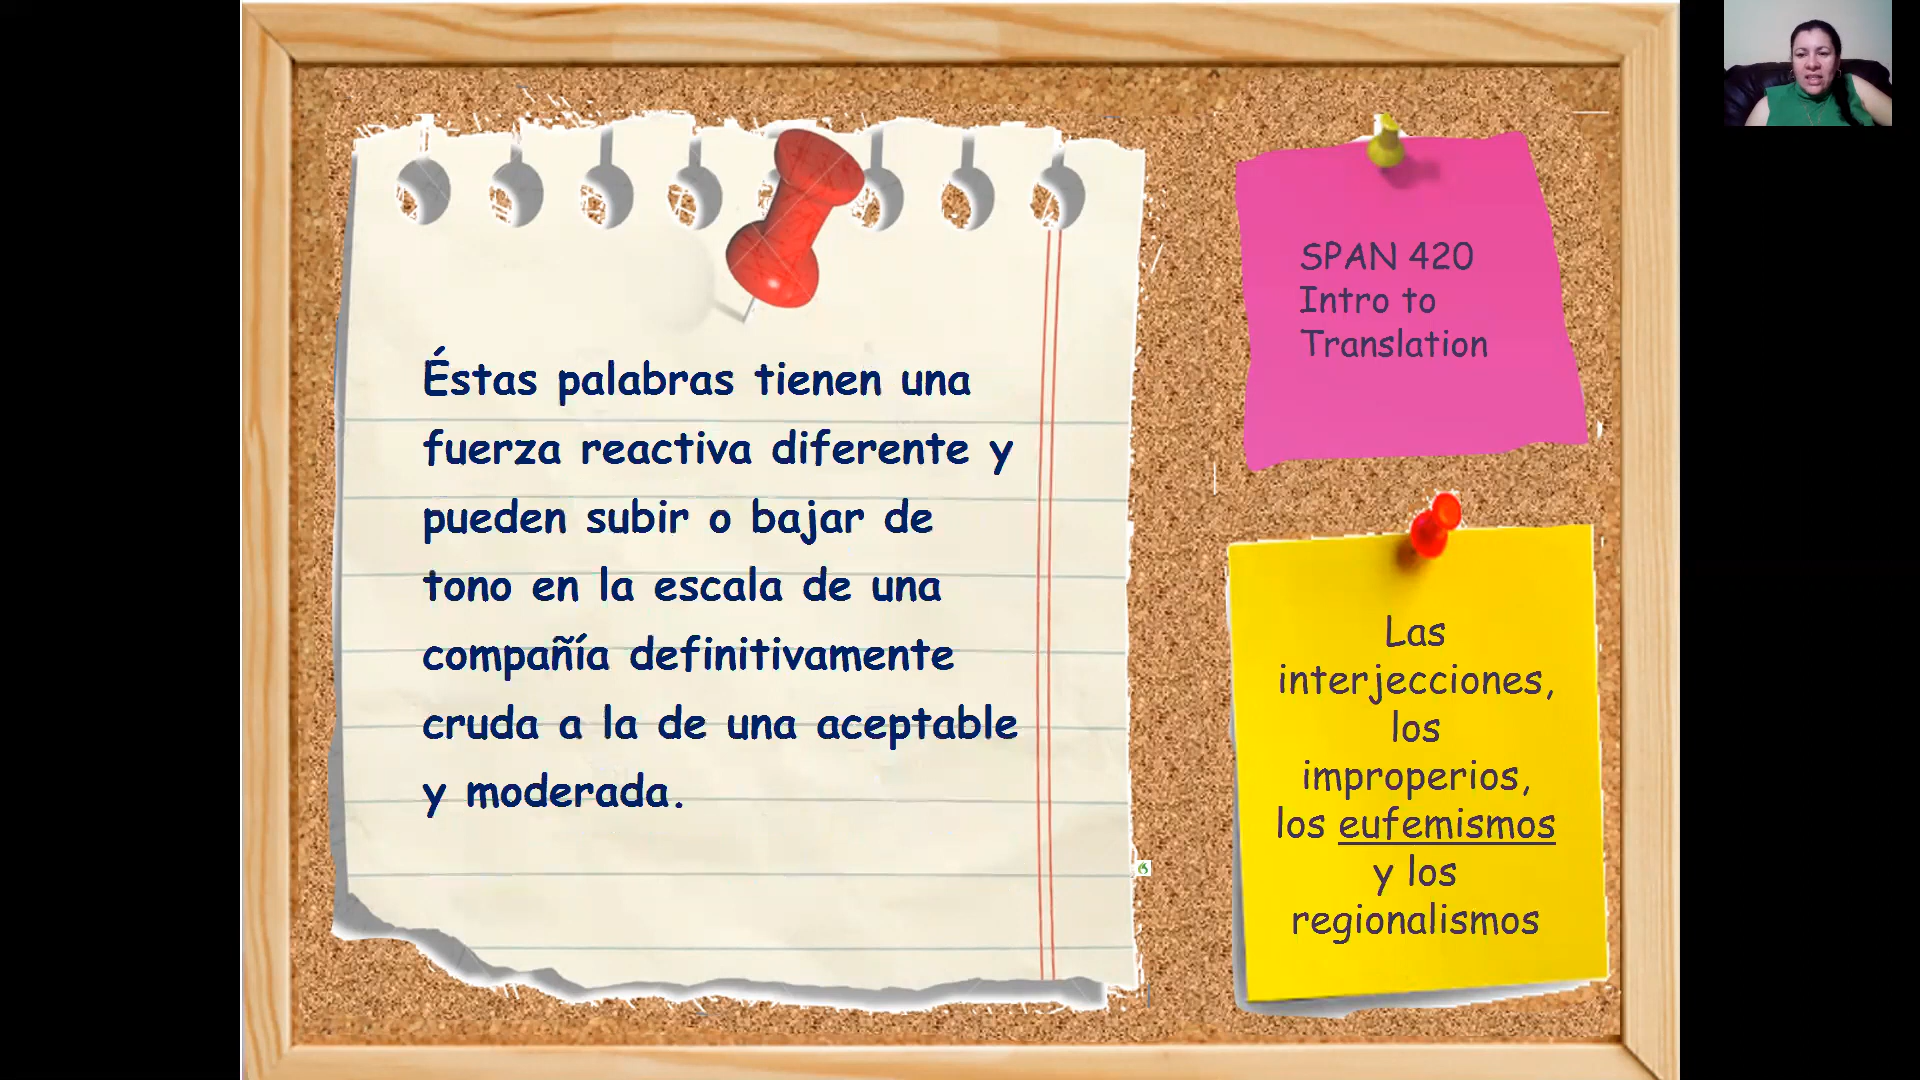 Éstas palabras tienen una
fuerza reactiva diferente y
pueden subir o bajar de
tono en la escala de una
compañía definitivamente
cruda a la de una aceptable
y moderada.
SPAN 420
Intro to
Translation
Las
interjecciones,
los
improperios,
los eufemismos
y los
regionalismos